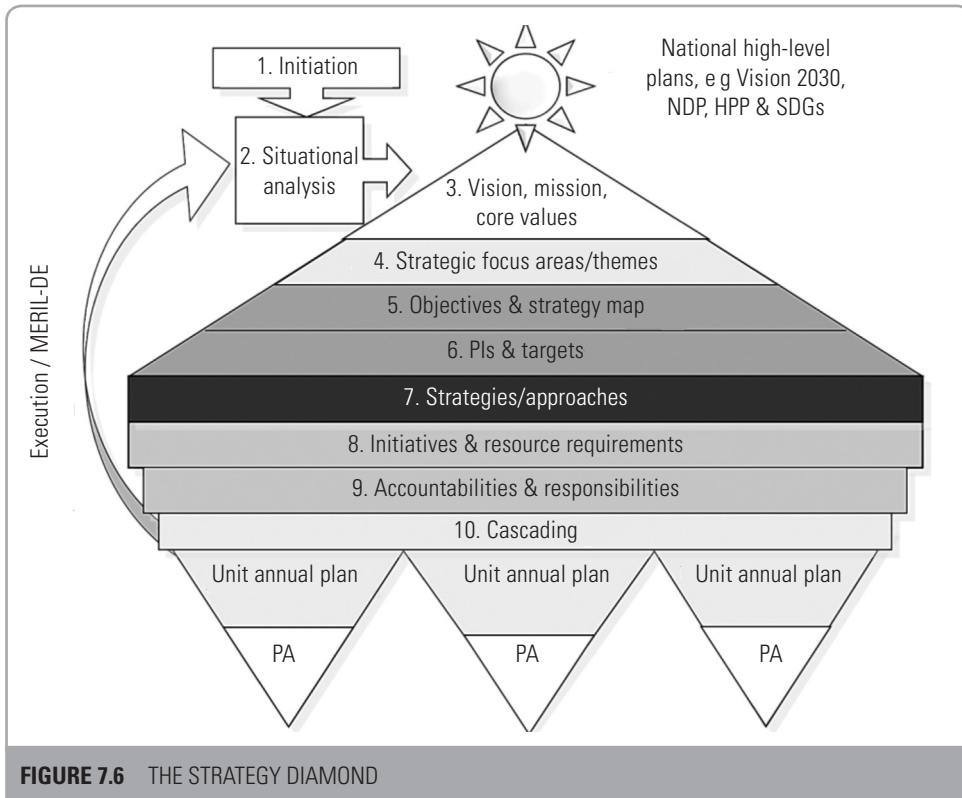 1. Initiation
National high-level
plans, e g Vision 2030,
NDP, HPP & SDGs
2. Situational
analysis
3. Vision, mission,
core values
4. Strategic focus areas/themes
5. Objectives & strategy map
6. PIs & targets
7. Strategies/approaches
8. Initiatives & resource requirements
9. Accountabilities & responsibilities
10. Cascading
Execution / MERIL-DE
Unit annual plan
Unit annual plan
Unit annual plan
PA
PA
PA
FIGURE 7.6 THE STRATEGY DIAMOND